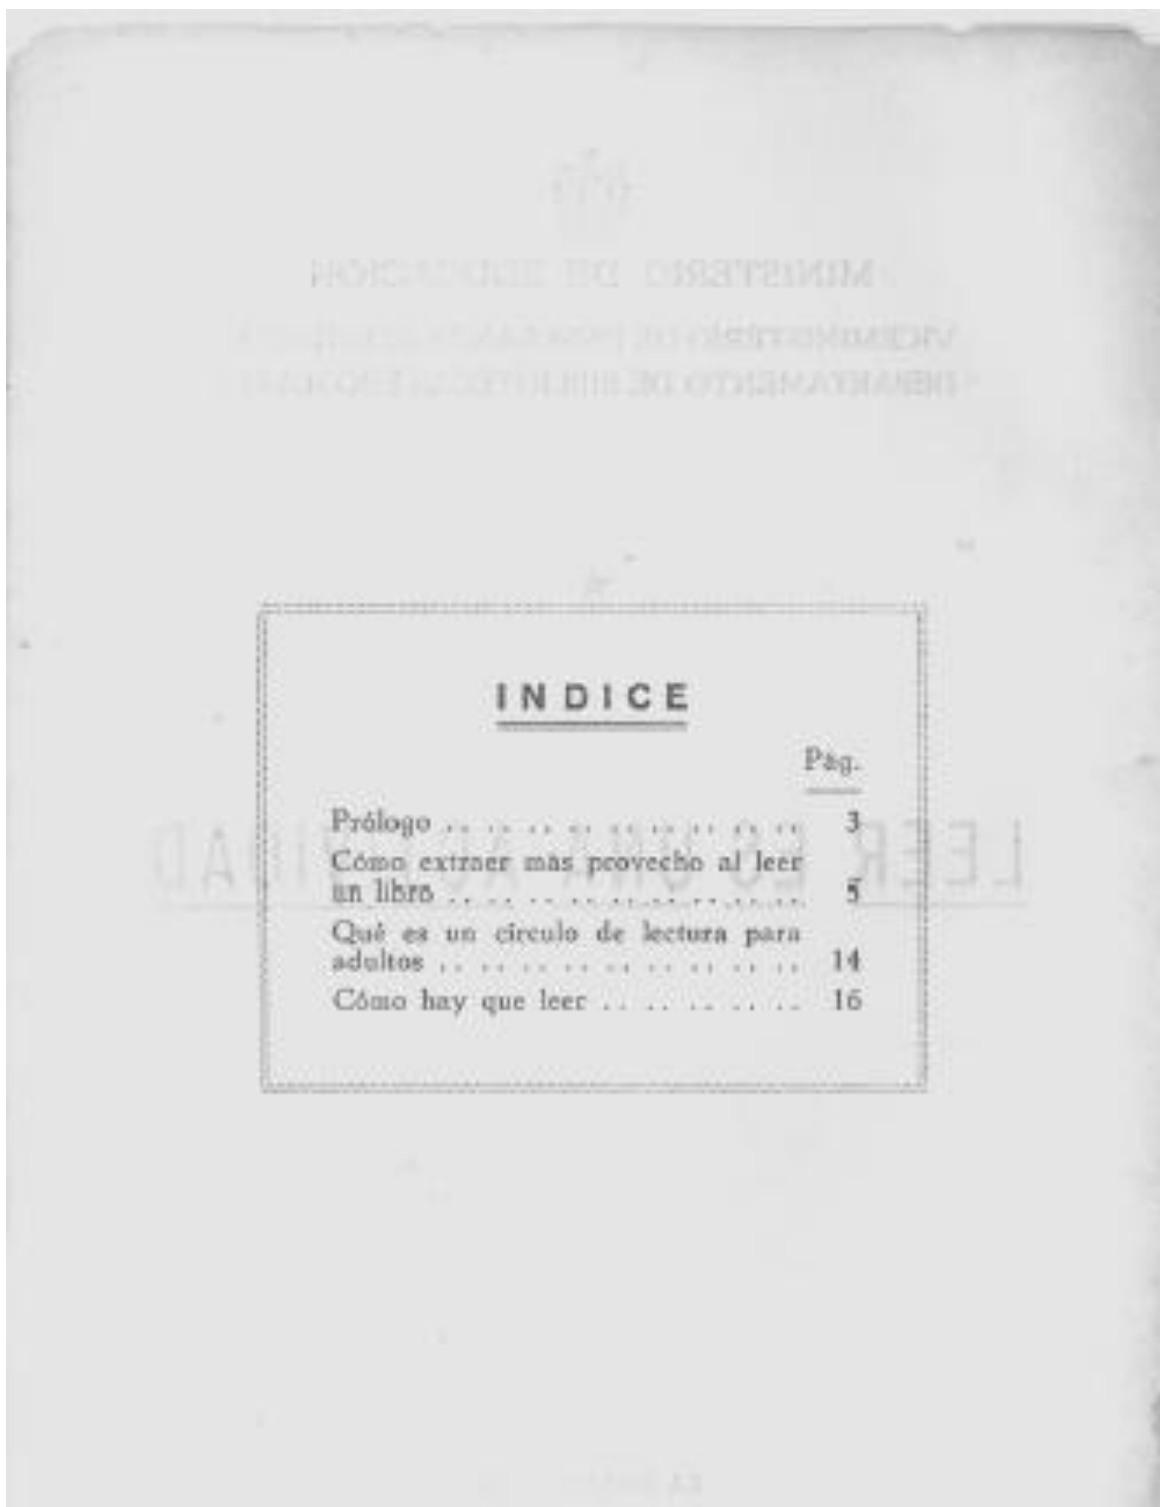 INDICE
Pág.
Prólogo .. .. .. .. .. .. .. .. .. 3
Cómo extraer más provecho al leer
un libro .. .. .. .. .. .. .. .. .. 5
Qué es un círculo de lectura para
adultos .. .. .. .. .. .. .. .. .. 14
Cómo hay que leer .. .. .. .. .. 16